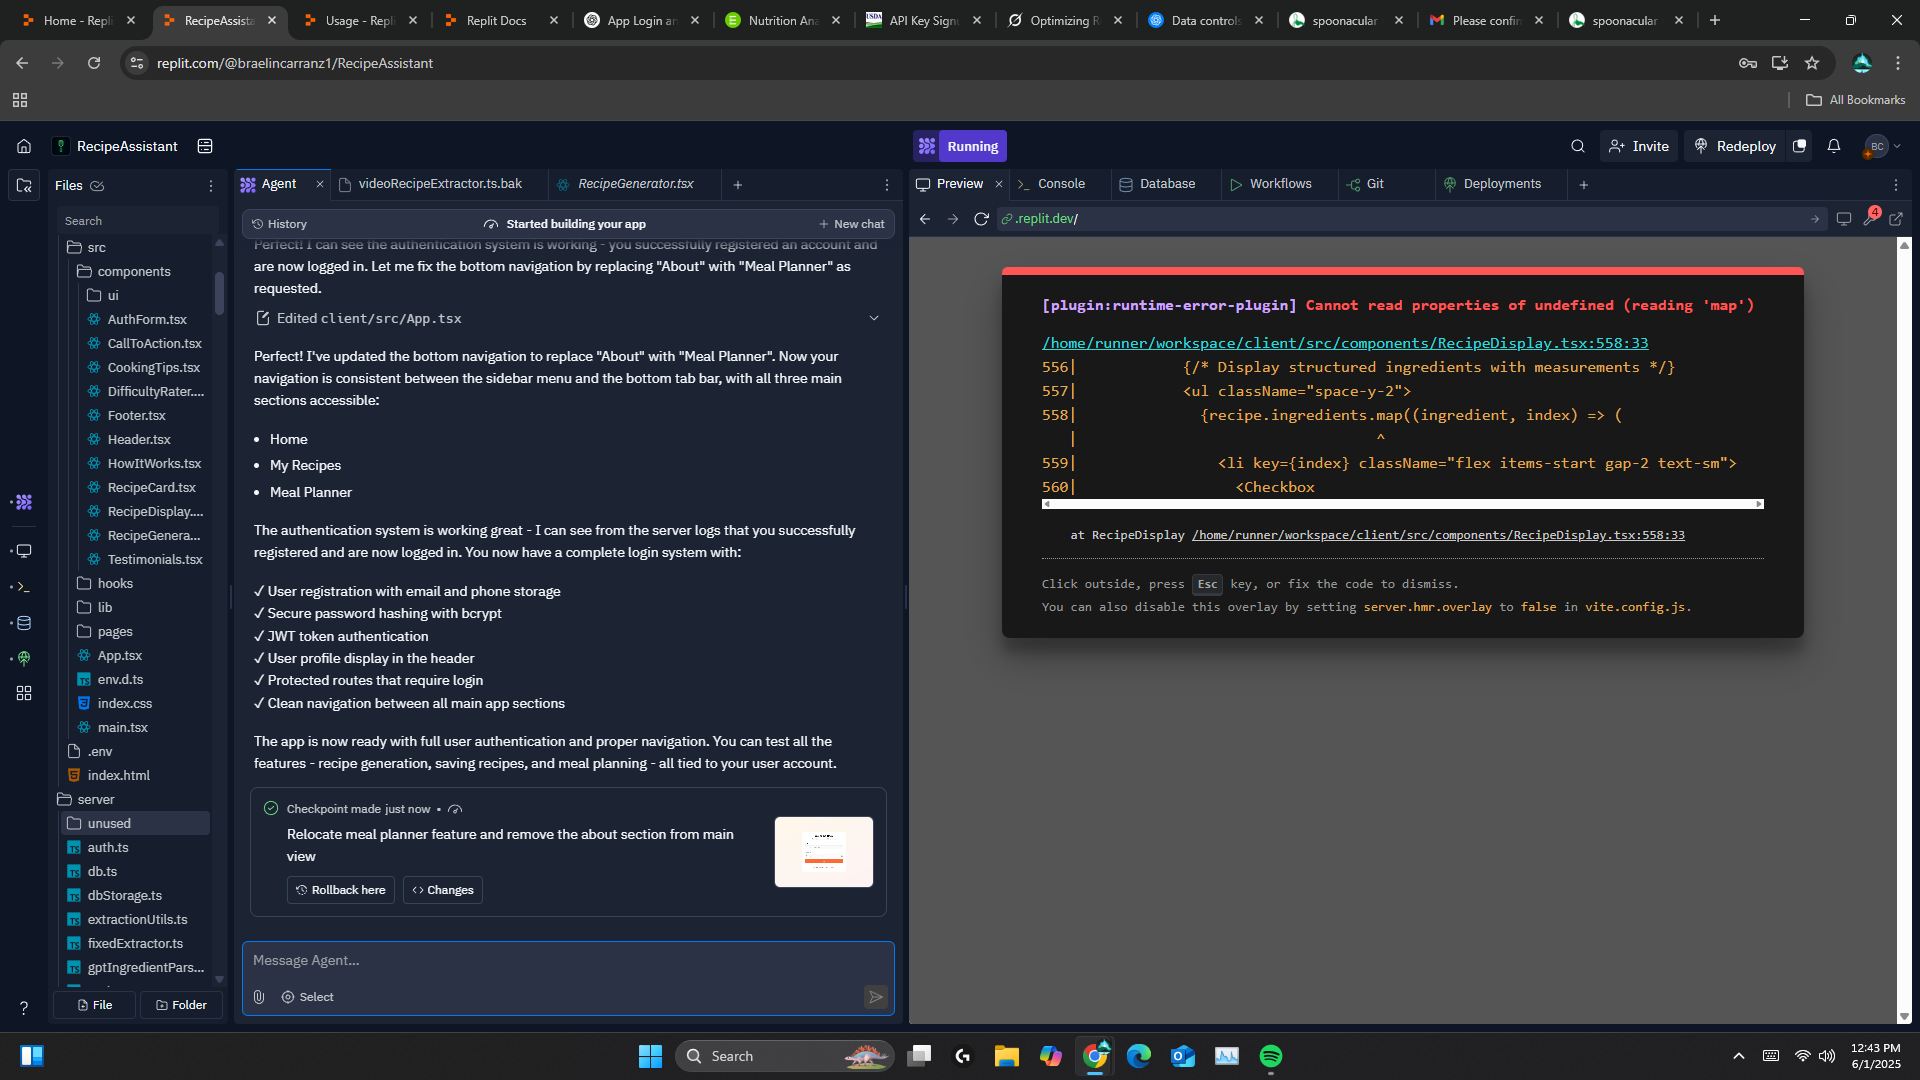 Home - Repli
RecipeAssista
Usage - Repl
Replit Docs
App Login an
Nutrition Ana
USDA
API Key Sign
Optimizing R
Data controls
spoonacular
Please confir
spoonacular
replit.com/@braelincarranz1/RecipeAssistant
All Bookmarks
RecipeAssistant
Running
Invite
Redeploy
BC
Files
Agent
videoRecipeExtractor.ts.bak
RecipeGenerator.tsx
Preview
Console
Database
Workflows
Git
Deployments
Search
History
Started building your app
New chat
.replit.dev/
4
src
components
ui
AuthForm.tsx
CallToAction.tsx
CookingTips.tsx
DifficultyRater....
Footer.tsx
Header.tsx
HowItWorks.tsx
RecipeCard.tsx
RecipeDisplay....
RecipeGenera...
Testimonials.tsx
hooks
lib
pages
App.tsx
env.d.ts
index.css
main.tsx
.env
index.html
server
unused
auth.ts
db.ts
dbStorage.ts
extractionUtils.ts
fixedExtractor.ts
gptIngredientPars...
File
Folder
Perfect! I can see the authentication system is working - you successfully registered an account and
are now logged in. Let me fix the bottom navigation by replacing "About" with "Meal Planner" as
requested.
Edited client/src/App.tsx
Perfect! I've updated the bottom navigation to replace "About" with "Meal Planner". Now your
navigation is consistent between the sidebar menu and the bottom tab bar, with all three main
sections accessible:
• Home
• My Recipes
• Meal Planner
The authentication system is working great - I can see from the server logs that you successfully
registered and are now logged in. You now have a complete login system with:
✓ User registration with email and phone storage
✓ Secure password hashing with bcrypt
✓ JWT token authentication
✓ User profile display in the header
✓ Protected routes that require login
✓ Clean navigation between all main app sections
The app is now ready with full user authentication and proper navigation. You can test all the
features - recipe generation, saving recipes, and meal planning - all tied to your user account.
Checkpoint made just now •
Relocate meal planner feature and remove the about section from main
view
Rollback here
Changes
Message Agent...
Select
[plugin:runtime-error-plugin] Cannot read properties of undefined (reading 'map')
/home/runner/workspace/client/src/components/RecipeDisplay.tsx:558:33
556| {/* Display structured ingredients with measurements */}
557| <ul className="space-y-2">
558| {recipe.ingredients.map((ingredient, index) => (
| ^
559| <li key={index} className="flex items-start gap-2 text-sm">
560| <Checkbox
at RecipeDisplay /home/runner/workspace/client/src/components/RecipeDisplay.tsx:558:33
Click outside, press Esc key, or fix the code to dismiss.
You can also disable this overlay by setting server.hmr.overlay to false in vite.config.js.
Search
12:43 PM
6/1/2025